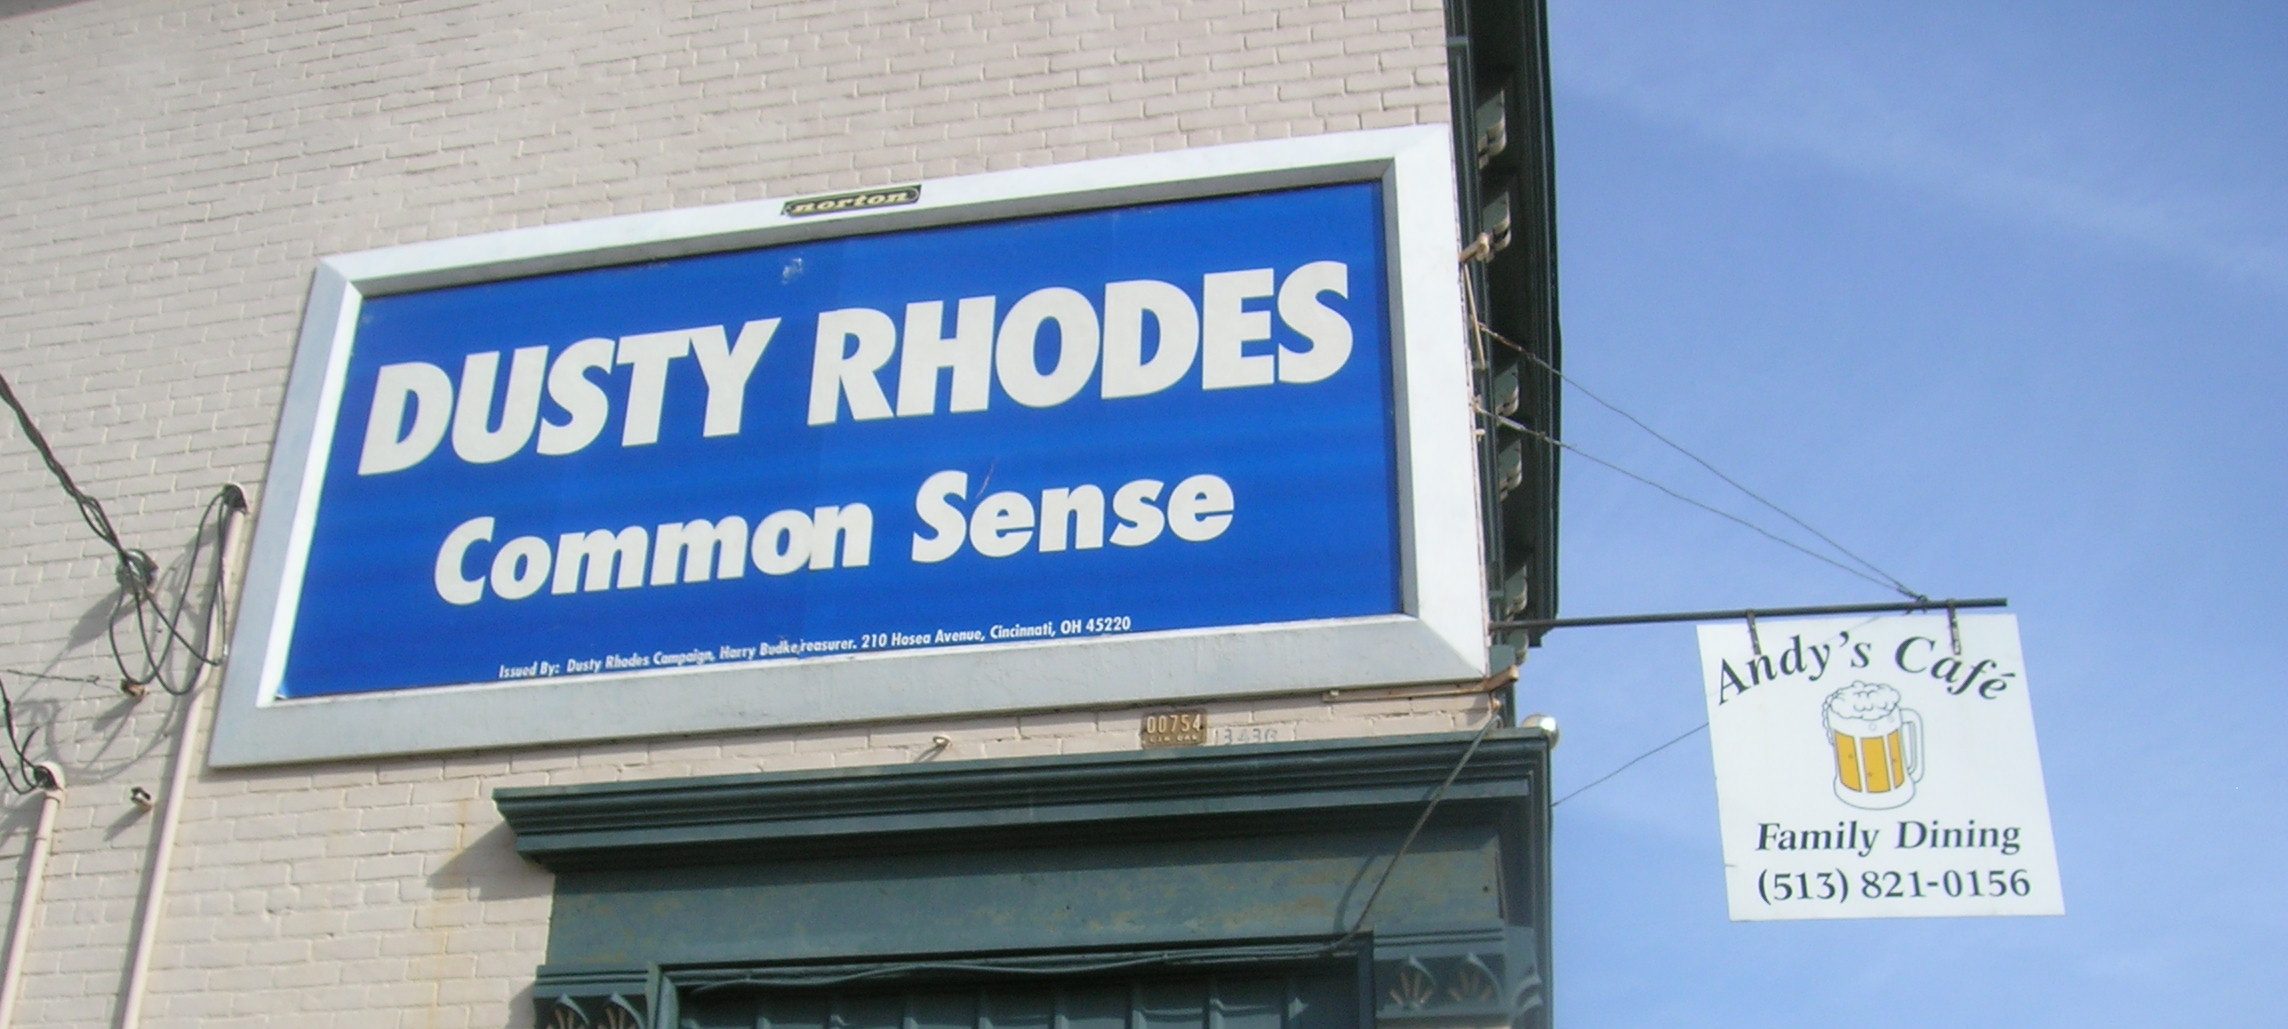 norton
DUSTY RHODES
Common Sense
Issued By: Dusty Rhodes Campaign, Harry Budke,reasurer. 210 Hosea Avenue, Cincinnati, OH 45220
00754
Andy's Café
Family Dining
(513) 821-0156